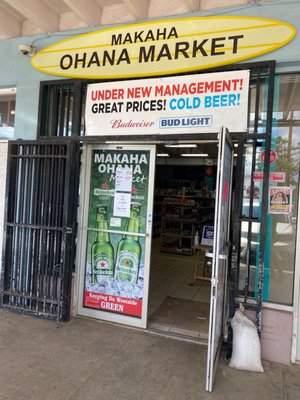 MAKAHA
OHANA MARKET
UNDER NEW MANAGEMENT!
GREAT PRICES! COLD BEER!
Budweiser BUD LIGHT
MAKAHA
OHANA
Market
Heineken
Heineken
Keeping Da
Westside
GREEN